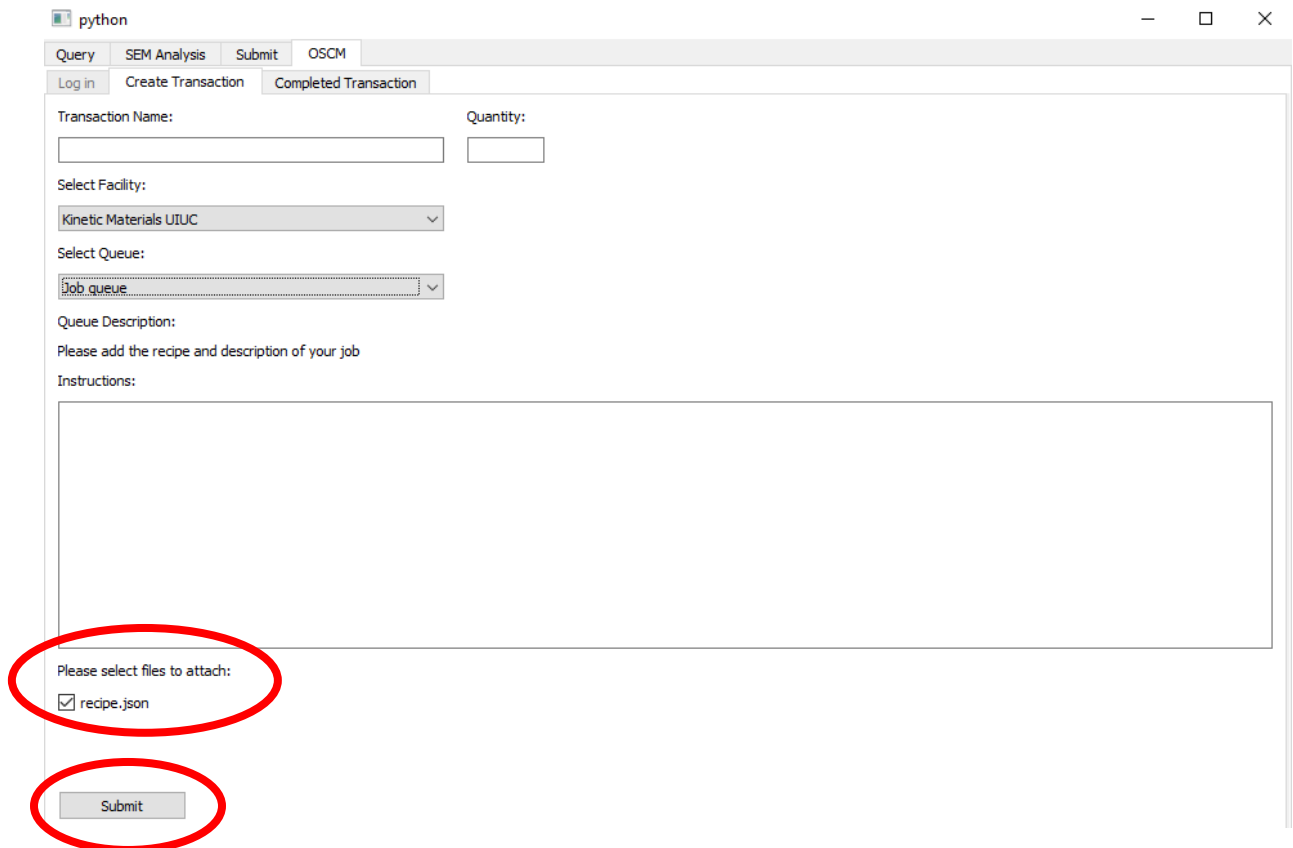 python
Query SEM Analysis Submit OSCM
Log in Create Transaction Completed Transaction
Transaction Name: Quantity:
Select Facility:
Kinetic Materials UIUC
Select Queue:
Job queue
Queue Description:
Please add the recipe and description of your job
Instructions:
Please select files to attach:
recipe.json
Submit